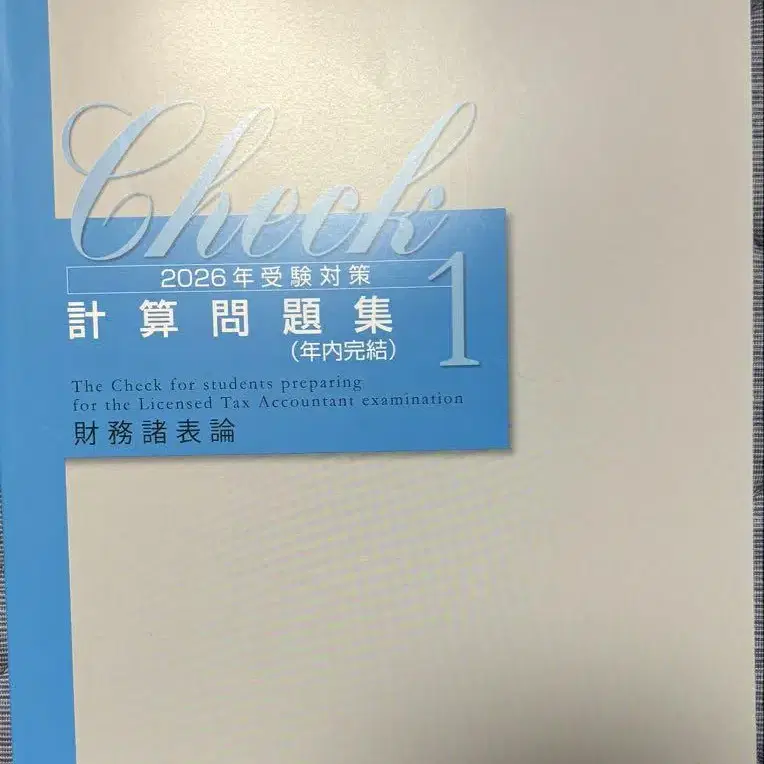 Check
2026年受験対策
計算問題集 1
(年内完結)
The Check for students preparing
for the Licensed Tax Accountant examination
財務諸表論